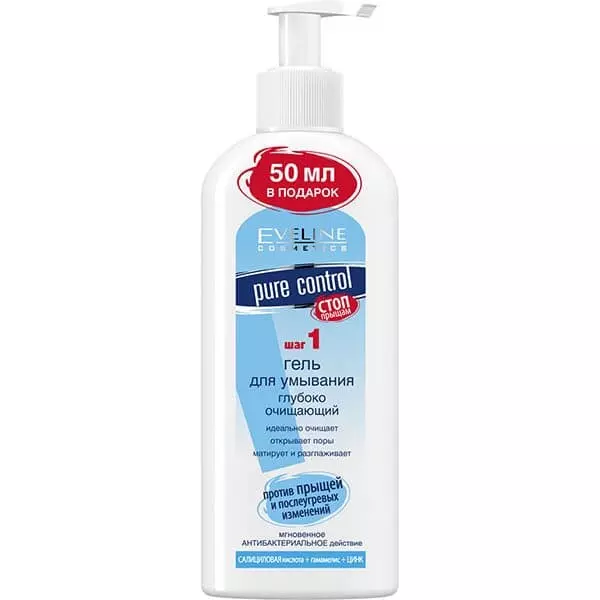 50 МЛ
В ПОДАРОК
EVELINE
COSMETICS
pure control
СТОП
прыщам
шаг 1
гель
для умывания
глубоко
очищающий
идеально очищает
открывает поры
матирует и разглаживает
против прыщей
и послеугревых
изменений
мгновенное
АНТИБАКТЕРИАЛЬНОЕ действие
САЛИЦИЛОВАЯ кислота + гамамелис + ЦИНК